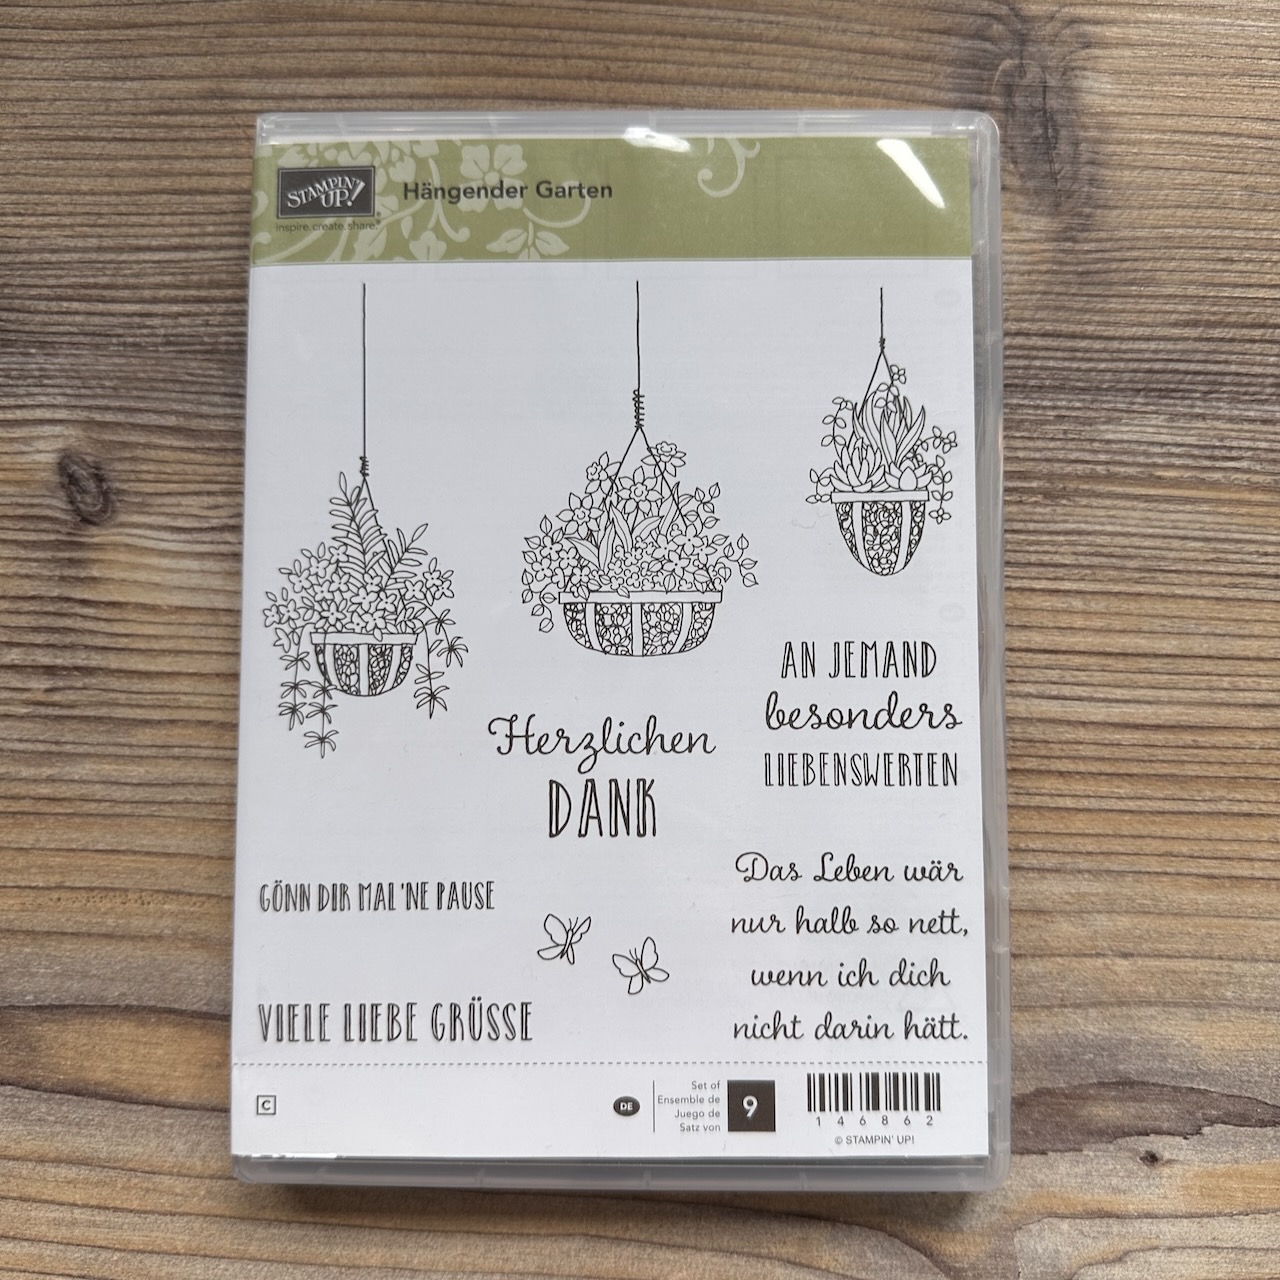 STAMPIN' UP!
inspire. create. share.
Hängender Garten
AN JEMAND
besonders
LIEBENSWERTEN
Herzlichen
DANK
GÖNN DIR MAL 'NE PAUSE
Das Leben wär
nur halb so nett,
wenn ich dich
nicht darin hätt.
VIELE LIEBE GRÜSSE
C
DE
Set of
Ensemble de
Juego de
Satz von
9
146862
© STAMPIN' UP!